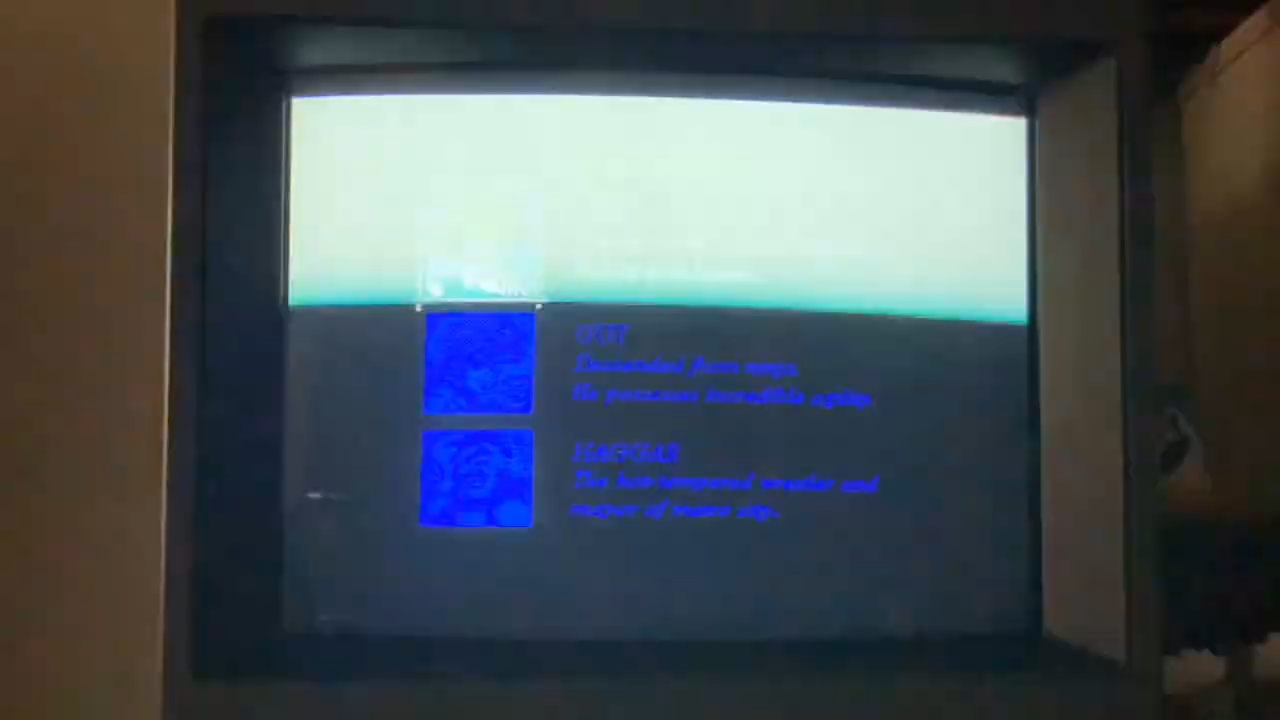 GUY
Descended from ninja.
He possesses incredible agility.
HAGGAR
The hot-tempered wrestler and
mayor of metro city.